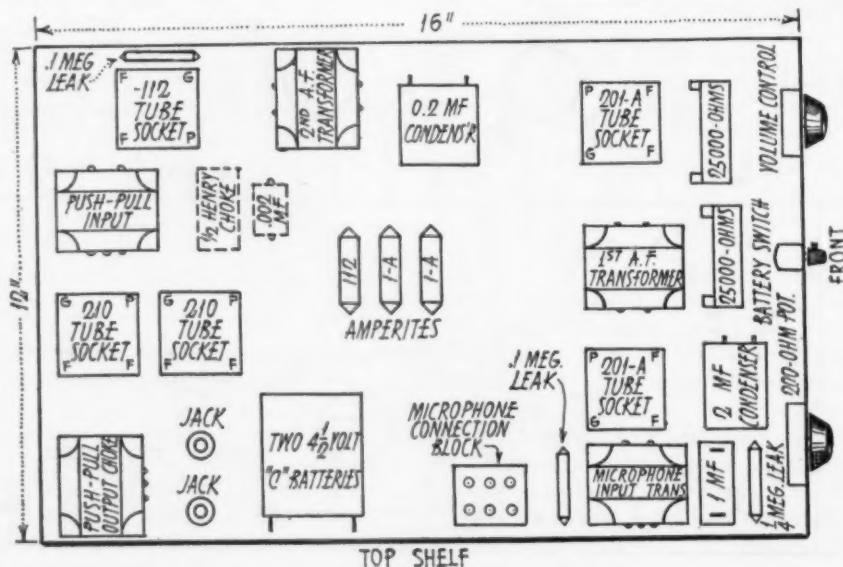 16"
.1 MEG
LEAK
F G
-112
TUBE
SOCKET
F P
2ND A.F.
TRANSFORMER
0.2 MF
CONDENS'R
P F
201-A
TUBE
SOCKET
G F
25000-OHMS
VOLUME CONTROL
PUSH-PULL
INPUT
1/2 HENRY
CHOKE
.002
MF
112
1-A
1-A
AMPERITES
1ST A.F.
TRANSFORMER
25000-OHMS
BATTERY SWITCH
FRONT
12"
G P
210
TUBE
SOCKET
F F
G P
210
TUBE
SOCKET
F F
.1 MEG.
LEAK
P F
201-A
TUBE
SOCKET
G F
2 MF
CONDENSER
200-OHM POT.
PUSH-PULL
OUTPUT CHOKE
JACK
JACK
TWO 4 1/2 VOLT
"C" BATTERIES
MICROPHONE
CONNECTION
BLOCK
MICROPHONE
INPUT TRANS
1 MF
1/4 MEG. LEAK
TOP SHELF